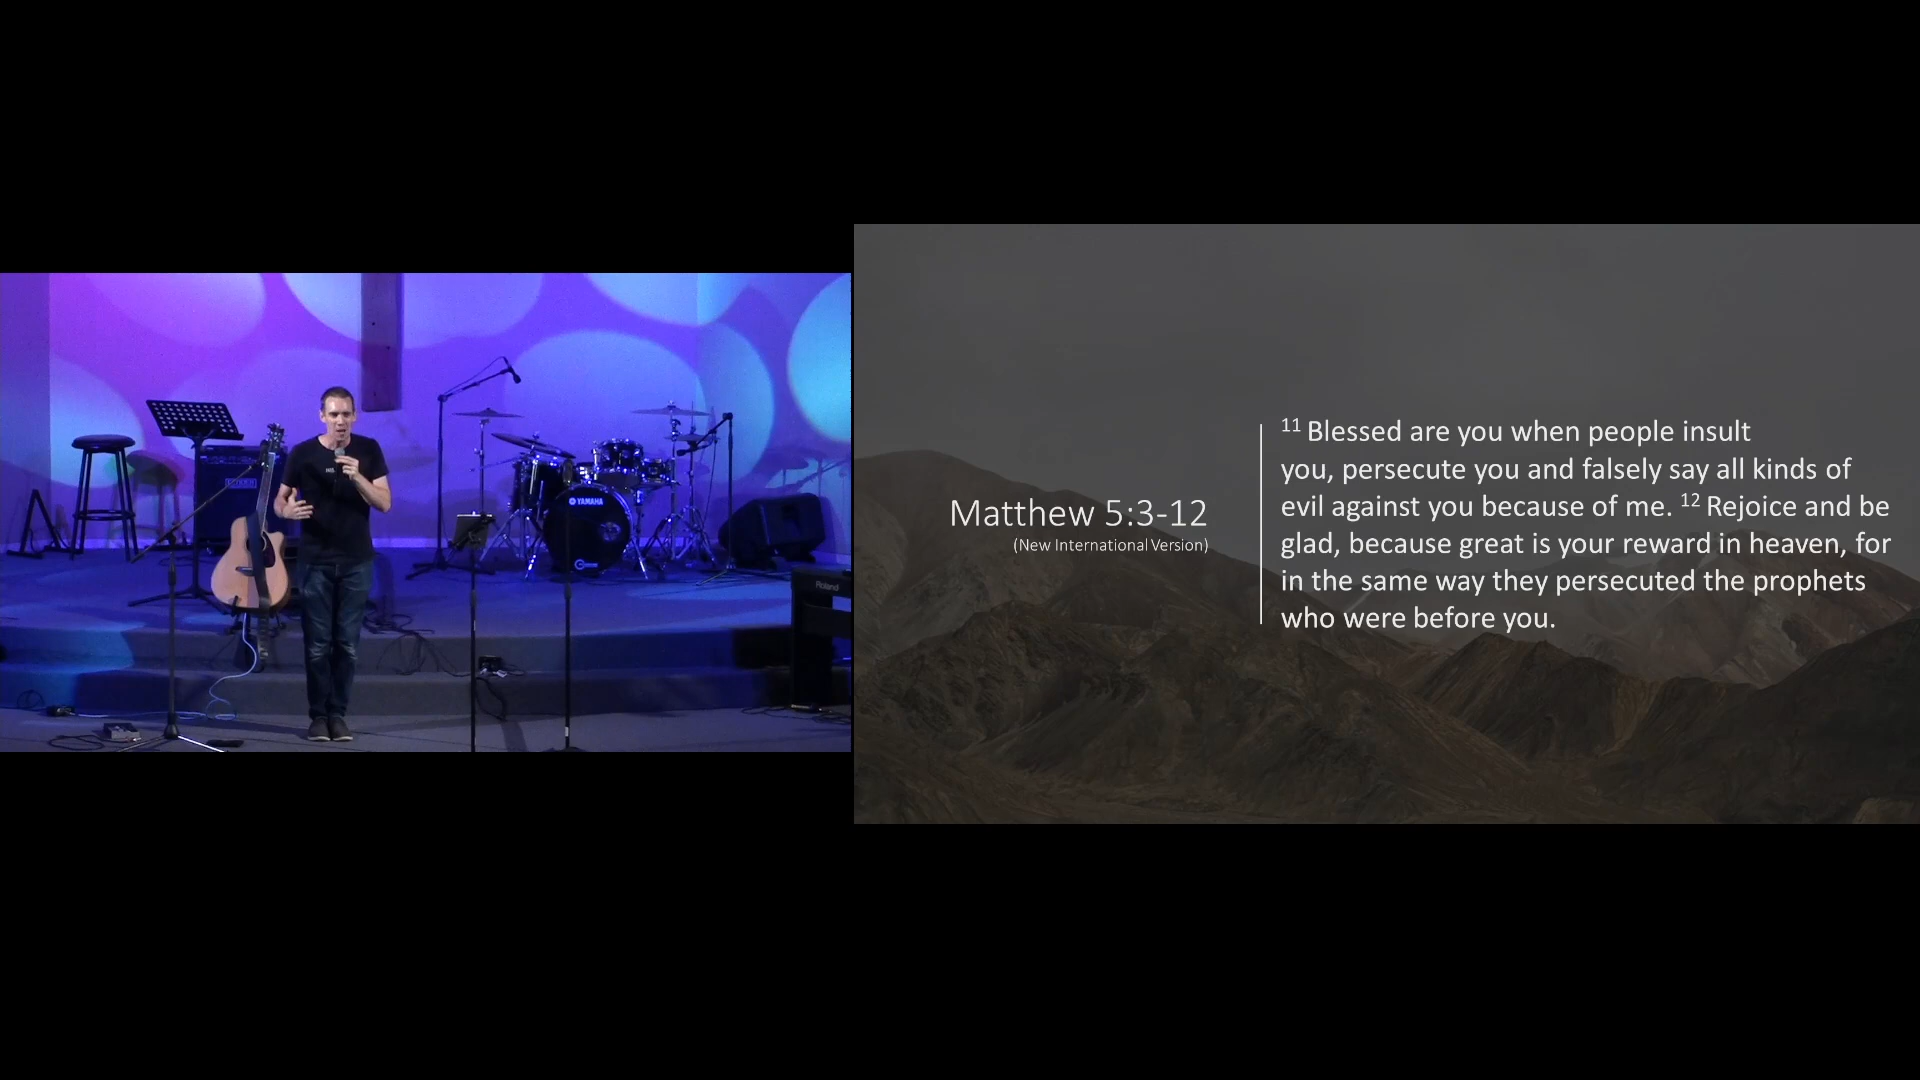 YAMAHA
Roland
Matthew 5:3-12
(New International Version)
11 Blessed are you when people insult
you, persecute you and falsely say all kinds of
evil against you because of me. 12 Rejoice and be
glad, because great is your reward in heaven, for
in the same way they persecuted the prophets
who were before you.